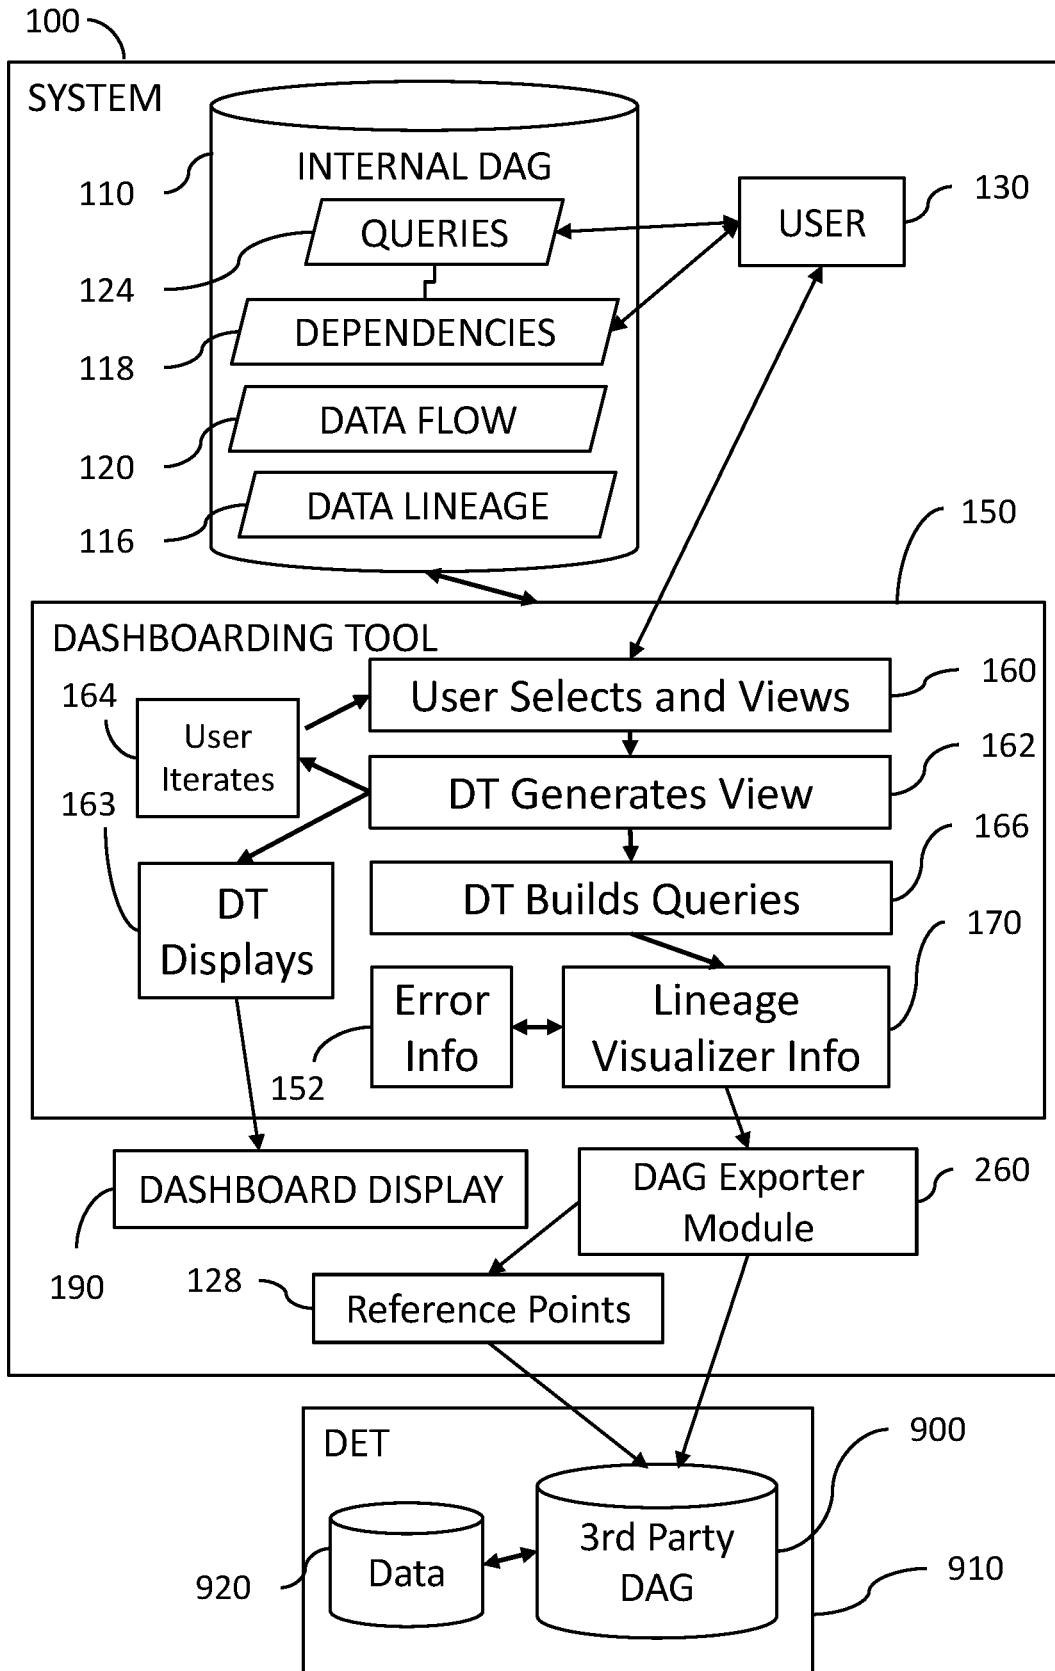 100
SYSTEM
INTERNAL DAG
110
130
USER
QUERIES
124
DEPENDENCIES
118
DATA FLOW
120
DATA LINEAGE
116
150
DASHBOARDING TOOL
160
User Selects and Views
164
User
Iterates
162
DT Generates View
163
166
DT Builds Queries
DT
Displays
170
Error
Info
Lineage
Visualizer Info
152
DASHBOARD DISPLAY
DAG Exporter
Module
260
190
128
Reference Points
DET
900
3rd Party
DAG
Data
920
910